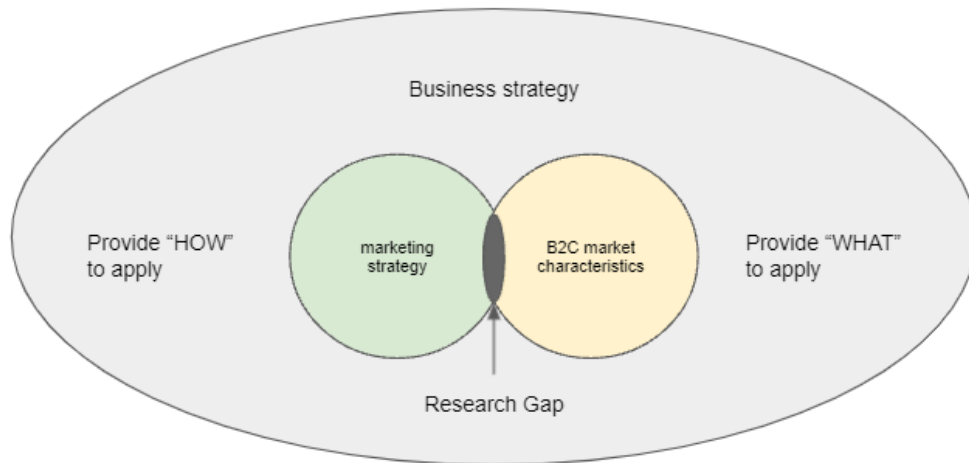 Business strategy
Provide “HOW”
to apply
marketing
strategy
B2C market
characteristics
Provide “WHAT”
to apply
Research Gap